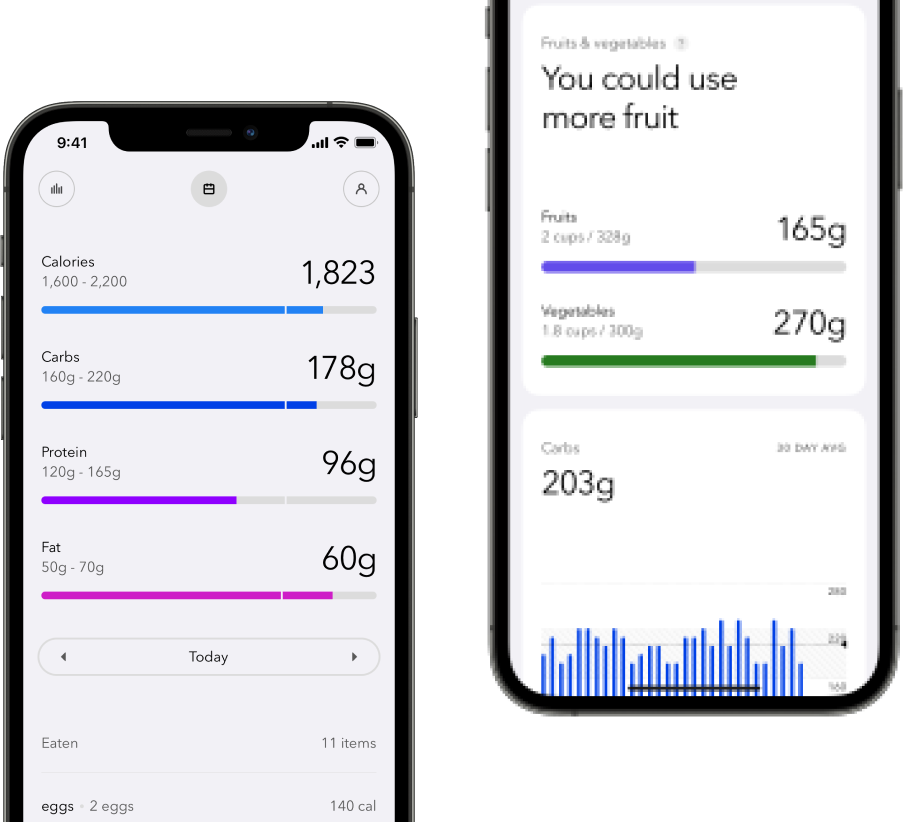 9:41
Calories
1,600 - 2,200
1,823
Carbs
160g - 220g
178g
Protein
120g - 165g
96g
Fat
50g - 70g
60g
Today
Eaten
11 items
eggs · 2 eggs
140 cal
Fruits & vegetables ?
You could use
more fruit
Fruits
2 cups / 328g
165g
Vegetables
1.8 cups / 300g
270g
Carbs
30 DAY AVG
203g
280
220
160